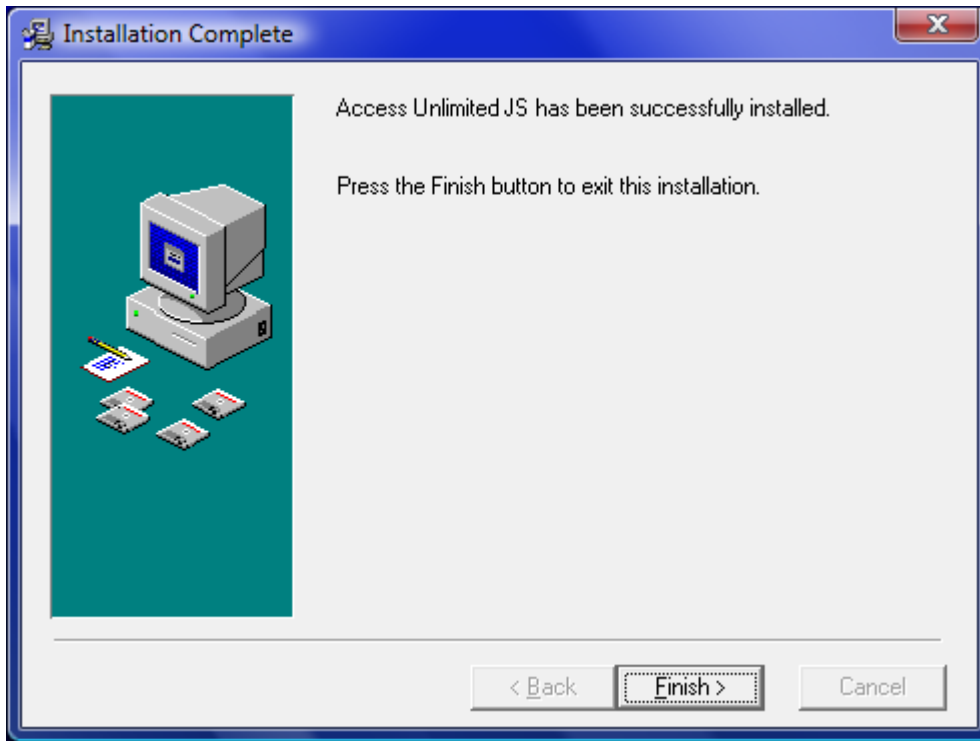 Installation Complete
Access Unlimited JS has been successfully installed.
Press the Finish button to exit this installation.
< Back
Finish >
Cancel